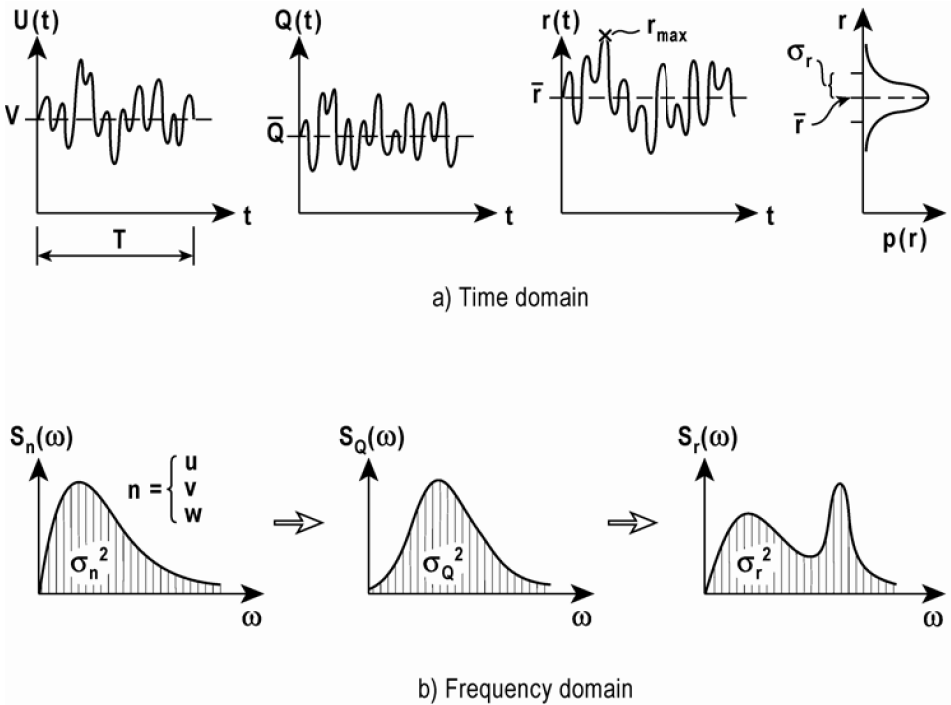 U(t) Q(t) r(t) r_max r
σ_r
V Q̄ r̄ r̄
t t t p(r)
T
a) Time domain
S_n(ω) S_Q(ω) S_r(ω)
n = { u
v
w
σ_n² σ_Q² σ_r²
ω ω ω
b) Frequency domain